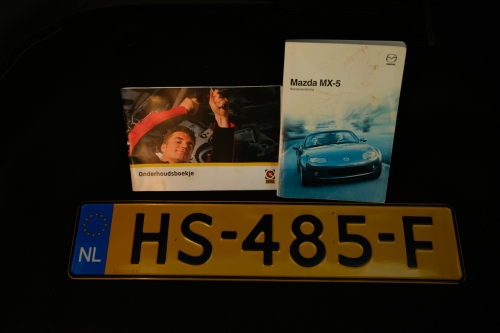 Mazda MX-5
Onderhoudsboekje
NL
HS-485-F